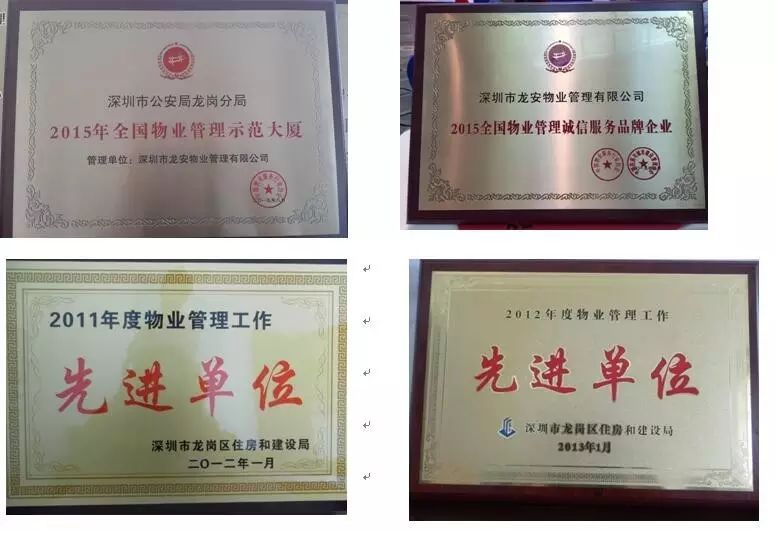 深圳市公安局龙岗分局
2015年全国物业管理示范大厦
管理单位：深圳市龙安物业管理有限公司
深圳市龙安物业管理有限公司
2015全国物业管理诚信服务品牌企业
2011年度物业管理工作
先进单位
深圳市龙岗区住房和建设局
二〇一二年一月
2012年度物业管理工作
先进单位
深圳市龙岗区住房和建设局
2013年1月